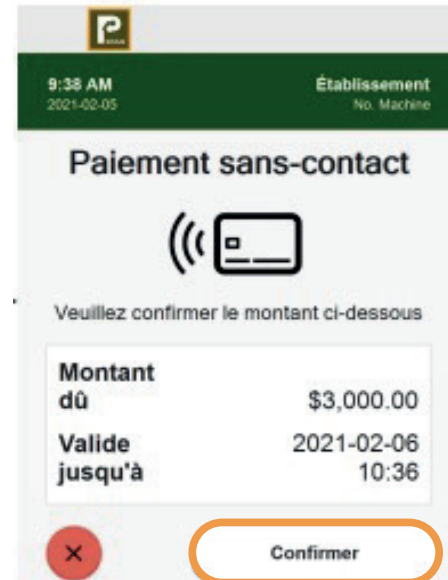 P
9:38 AM
Établissement
2021-02-05
No. Machine
Paiement sans-contact
Veuillez confirmer le montant ci-dessous
Montant
dû
$3,000.00
Valide
jusqu'à
2021-02-06
10:36
Confirmer